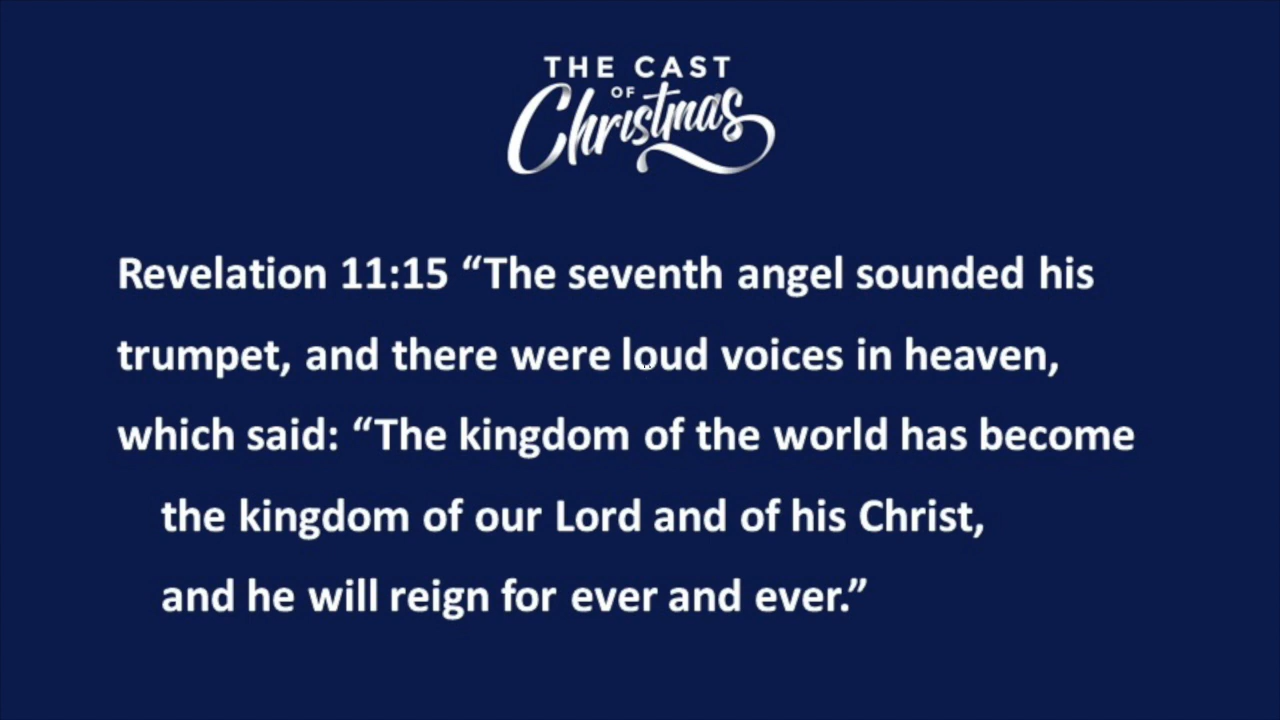 THE CAST
OF
Christmas
Revelation 11:15 “The seventh angel sounded his
trumpet, and there were loud voices in heaven,
which said: “The kingdom of the world has become
the kingdom of our Lord and of his Christ,
and he will reign for ever and ever.”